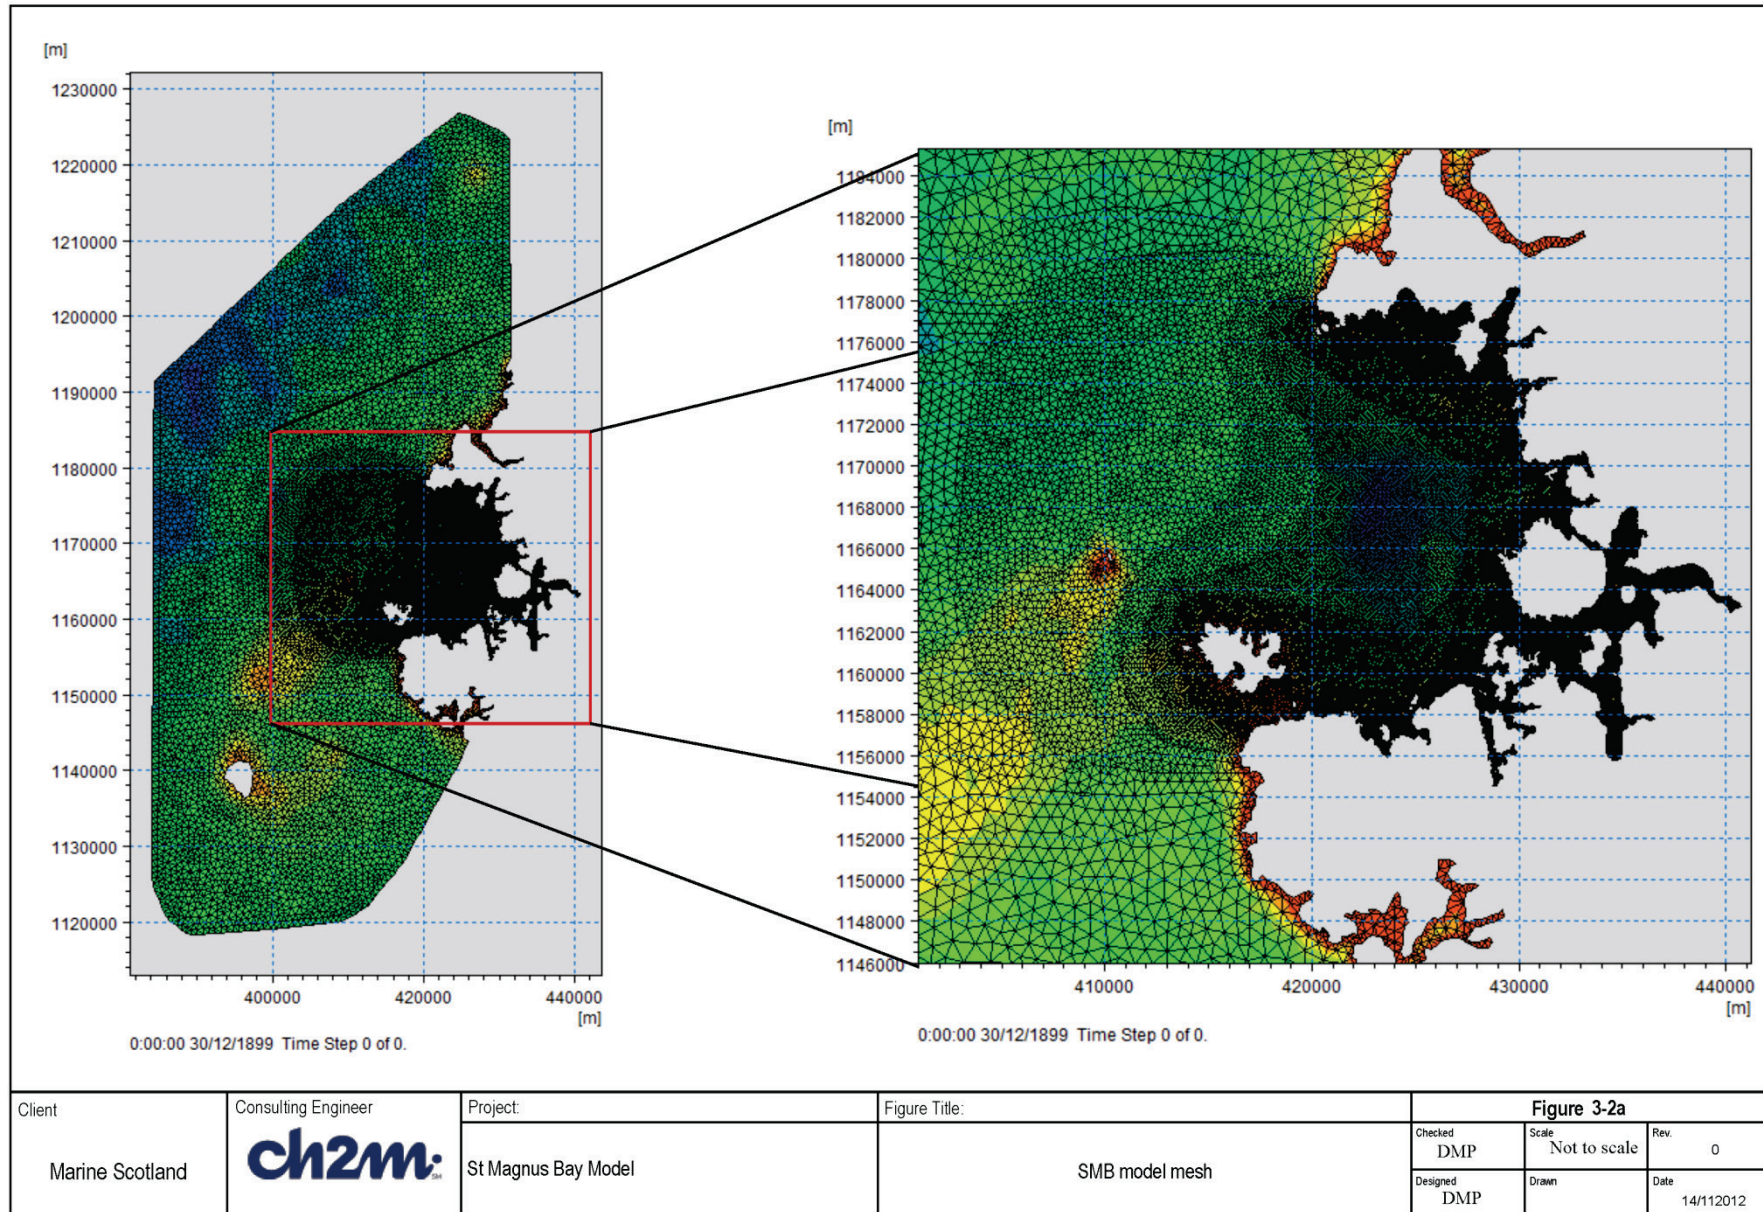 [m]
1230000
1220000
1210000
1200000
1190000
1180000
1170000
1160000
1150000
1140000
1130000
1120000
400000
420000
440000
[m]
0:00:00 30/12/1899 Time Step 0 of 0.
[m]
1184000
1182000
1180000
1178000
1176000
1174000
1172000
1170000
1168000
1166000
1164000
1162000
1160000
1158000
1156000
1154000
1152000
1150000
1148000
1146000
410000
420000
430000
440000
[m]
0:00:00 30/12/1899 Time Step 0 of 0.
Client
Marine Scotland
Consulting Engineer
ch2m:
SM
Project:
St Magnus Bay Model
Figure Title:
SMB model mesh
Figure 3-2a
Checked
DMP
Scale
Not to scale
Rev.
0
Designed
DMP
Drawn
Date
14/112012